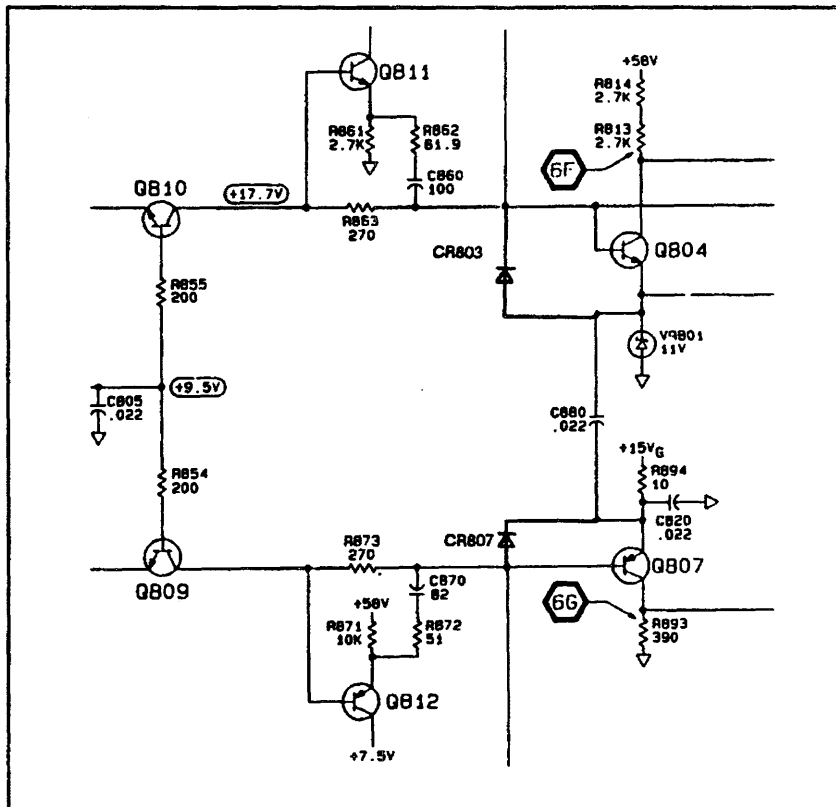 Q811
+58V
R814
2.7K
R861
2.7K
R862
61.9
R813
2.7K
6F
C860
100
Q810
+17.7V
R863
270
CR803
Q804
R855
200
VR801
11V
C805
.022
+9.5V
C880
.022
+15VG
R894
10
R854
200
C820
.022
CR807
R873
270
Q807
Q809
C870
82
+58V
6G
R871
10K
R872
51
R893
390
Q812
+7.5V